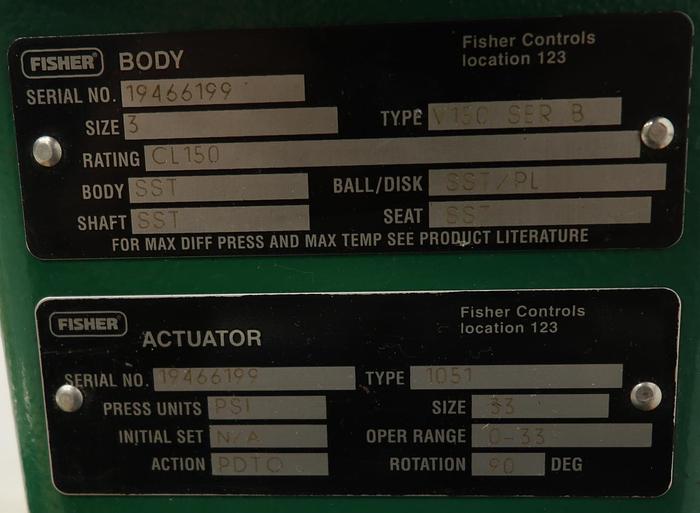 FISHER BODY Fisher Controls
location 123
SERIAL NO. 19466199
SIZE 3 TYPE V150 SER B
RATING CL150
BODY SST BALL/DISK SST/PL
SHAFT SST SEAT SST
FOR MAX DIFF PRESS AND MAX TEMP SEE PRODUCT LITERATURE
FISHER ACTUATOR Fisher Controls
location 123
SERIAL NO. 19466199 TYPE 1051
PRESS UNITS PSI SIZE 33
INITIAL SET N/A OPER RANGE 0-33
ACTION PDTO ROTATION 90 DEG